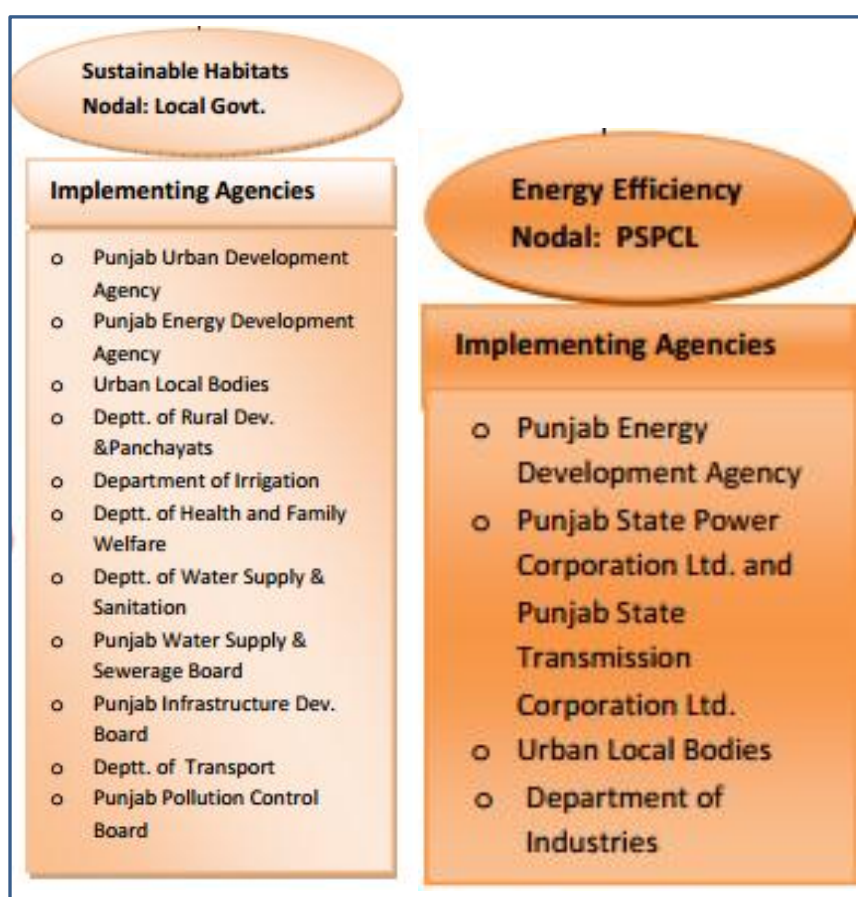 Sustainable Habitats
Nodal: Local Govt.
Implementing Agencies
o Punjab Urban Development
Agency
o Punjab Energy Development
Agency
o Urban Local Bodies
o Deptt. of Rural Dev.
&Panchayats
o Department of Irrigation
o Deptt. of Health and Family
Welfare
o Deptt. of Water Supply &
Sanitation
o Punjab Water Supply &
Sewerage Board
o Punjab Infrastructure Dev.
Board
o Deptt. of Transport
o Punjab Pollution Control
Board
Energy Efficiency
Nodal: PSPCL
Implementing Agencies
o Punjab Energy
Development Agency
o Punjab State Power
Corporation Ltd. and
Punjab State
Transmission
Corporation Ltd.
o Urban Local Bodies
o Department of
Industries